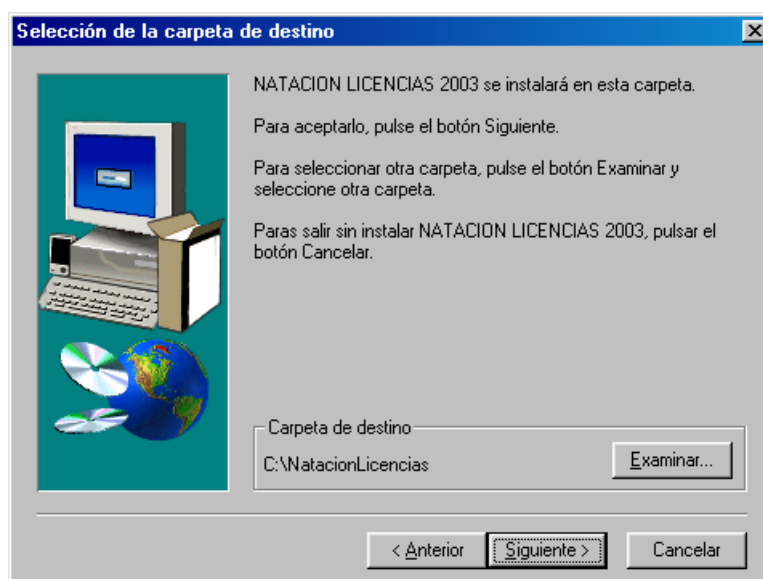 Selección de la carpeta de destino
NATACION LICENCIAS 2003 se instalará en esta carpeta.
Para aceptarlo, pulse el botón Siguiente.
Para seleccionar otra carpeta, pulse el botón Examinar y
seleccione otra carpeta.
Paras salir sin instalar NATACION LICENCIAS 2003, pulsar el
botón Cancelar.
Carpeta de destino
C:\NatacionLicencias
Examinar...
< Anterior
Siguiente >
Cancelar